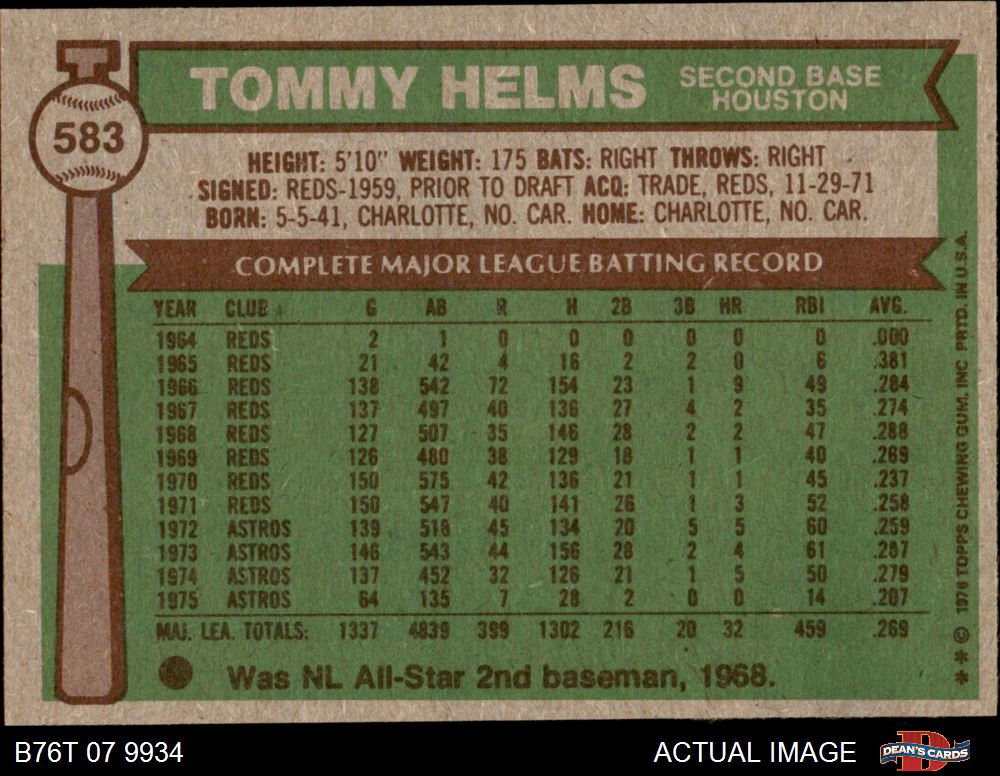 TOMMY HELMS SECOND BASE
HOUSTON
583
HEIGHT: 5'10" WEIGHT: 175 BATS: RIGHT THROWS: RIGHT
SIGNED: REDS-1959, PRIOR TO DRAFT ACQ: TRADE, REDS, 11-29-71
BORN: 5-5-41, CHARLOTTE, NO. CAR. HOME: CHARLOTTE, NO. CAR.
COMPLETE MAJOR LEAGUE BATTING RECORD
YEAR CLUB G AB R H 2B 3B HR RBI AVG.
1964 REDS 2 1 0 0 0 0 0 0 .000
1965 REDS 21 42 4 16 2 2 0 6 .381
1966 REDS 138 542 72 154 23 1 9 49 .284
1967 REDS 137 497 40 136 27 4 2 35 .274
1968 REDS 127 507 35 146 28 2 2 47 .288
1969 REDS 126 480 38 129 18 1 1 40 .269
1970 REDS 150 575 42 136 21 1 1 45 .237
1971 REDS 150 547 40 141 26 1 3 52 .258
1972 ASTROS 139 518 45 134 20 5 5 60 .259
1973 ASTROS 146 543 44 156 28 2 4 61 .287
1974 ASTROS 137 452 32 126 21 1 5 50 .279
1975 ASTROS 64 135 7 28 2 0 0 14 .207
MAJ. LEA. TOTALS: 1337 4839 399 1302 216 20 32 459 .269
Was NL All-Star 2nd baseman, 1968.
* * © 1976 TOPPS CHEWING GUM, INC PRTD. IN U.S.A.
B76T 07 9934 ACTUAL IMAGE DEAN'S CARDS